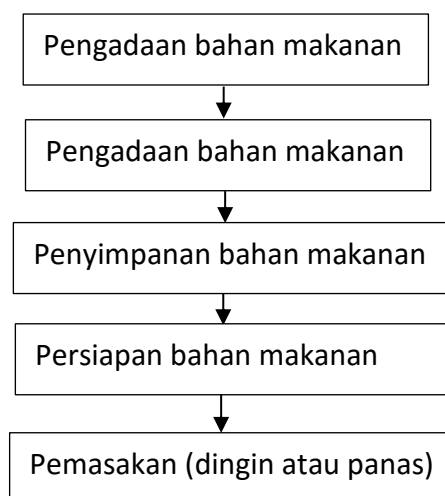 Pengadaan bahan makanan
Pengadaan bahan makanan
Penyimpanan bahan makanan
Persiapan bahan makanan
Pemasakan (dingin atau panas)